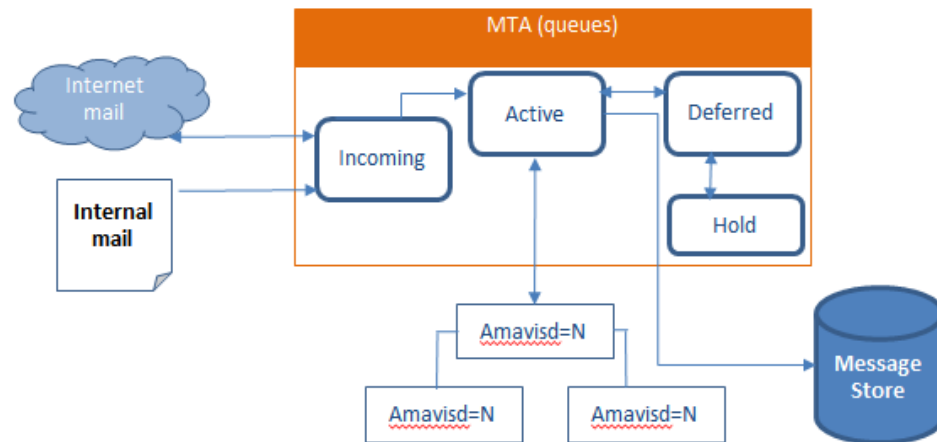 MTA (queues)
Internet
mail
Incoming
Active
Deferred
Internal
mail
Hold
Amavisd=N
Amavisd=N
Amavisd=N
Message
Store